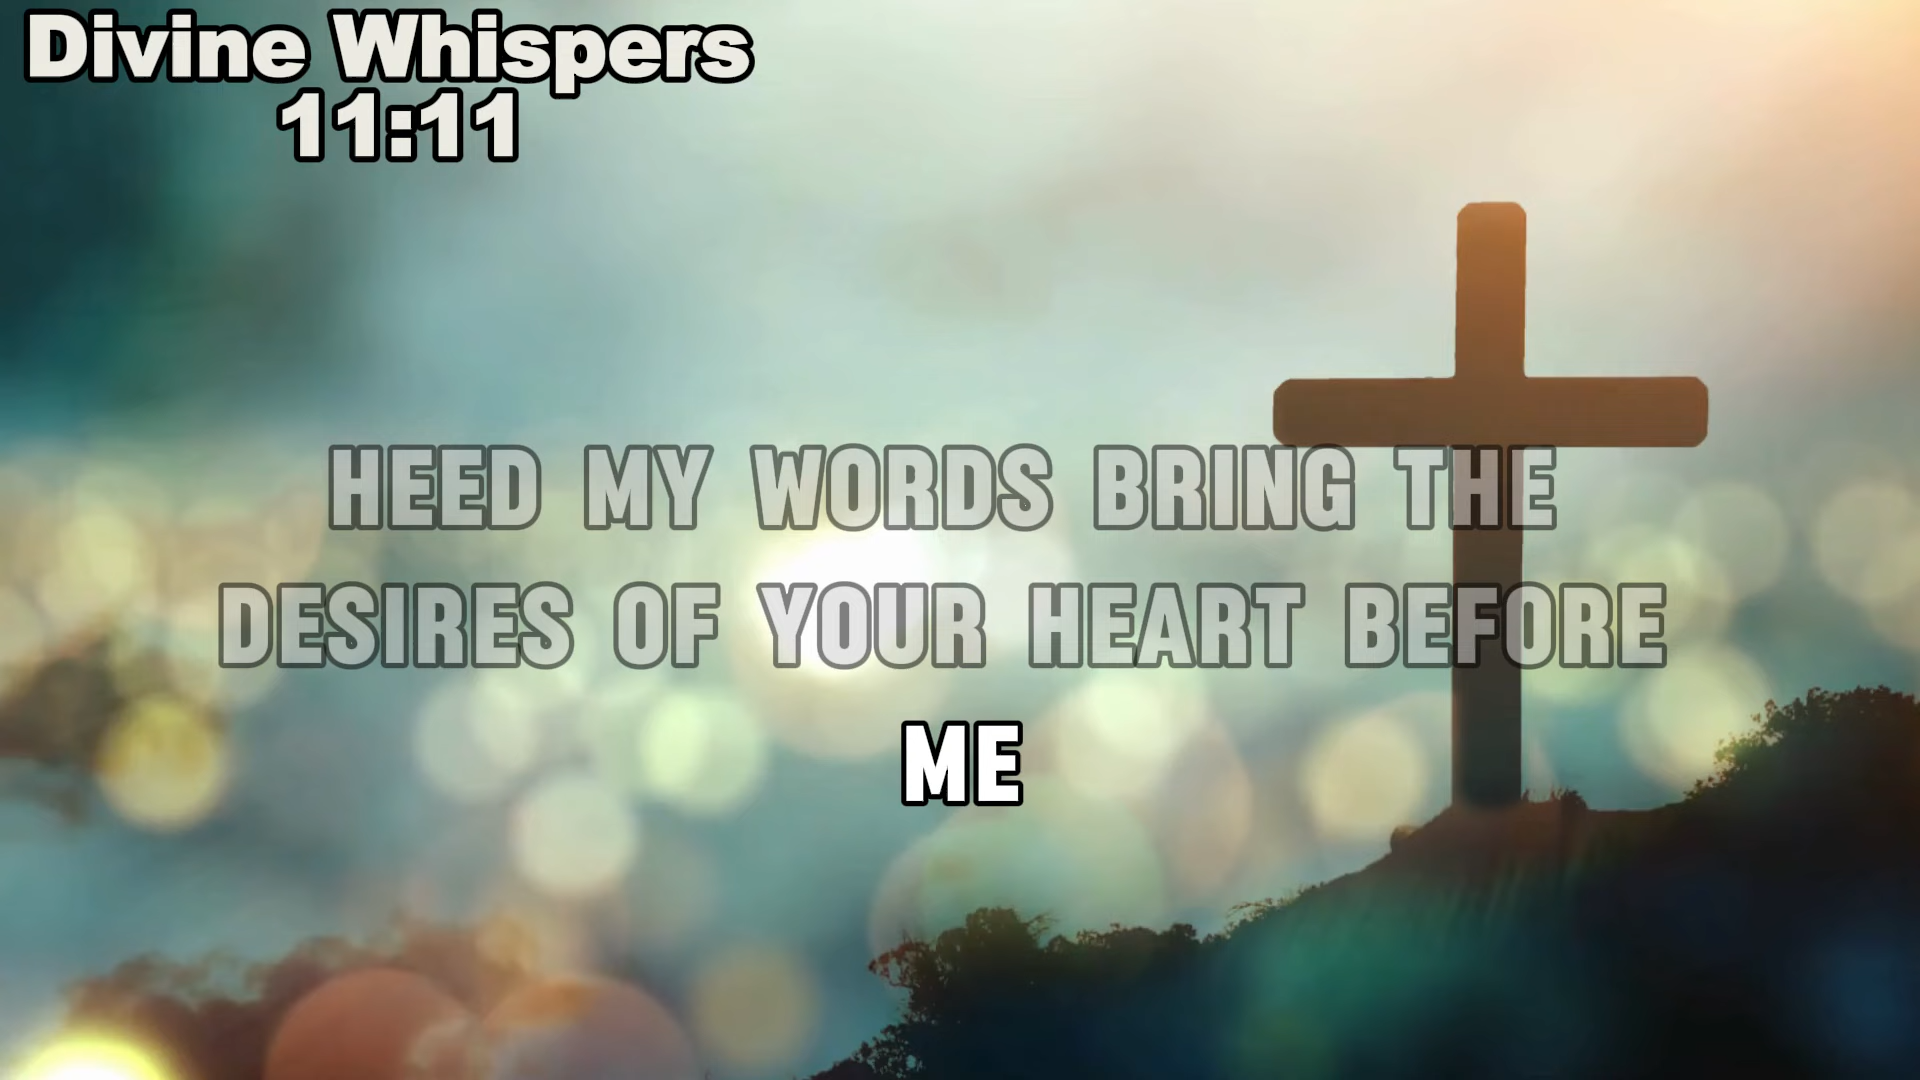 Divine Whispers
11:11
HEED MY WORDS BRING THE
DESIRES OF YOUR HEART BEFORE
ME